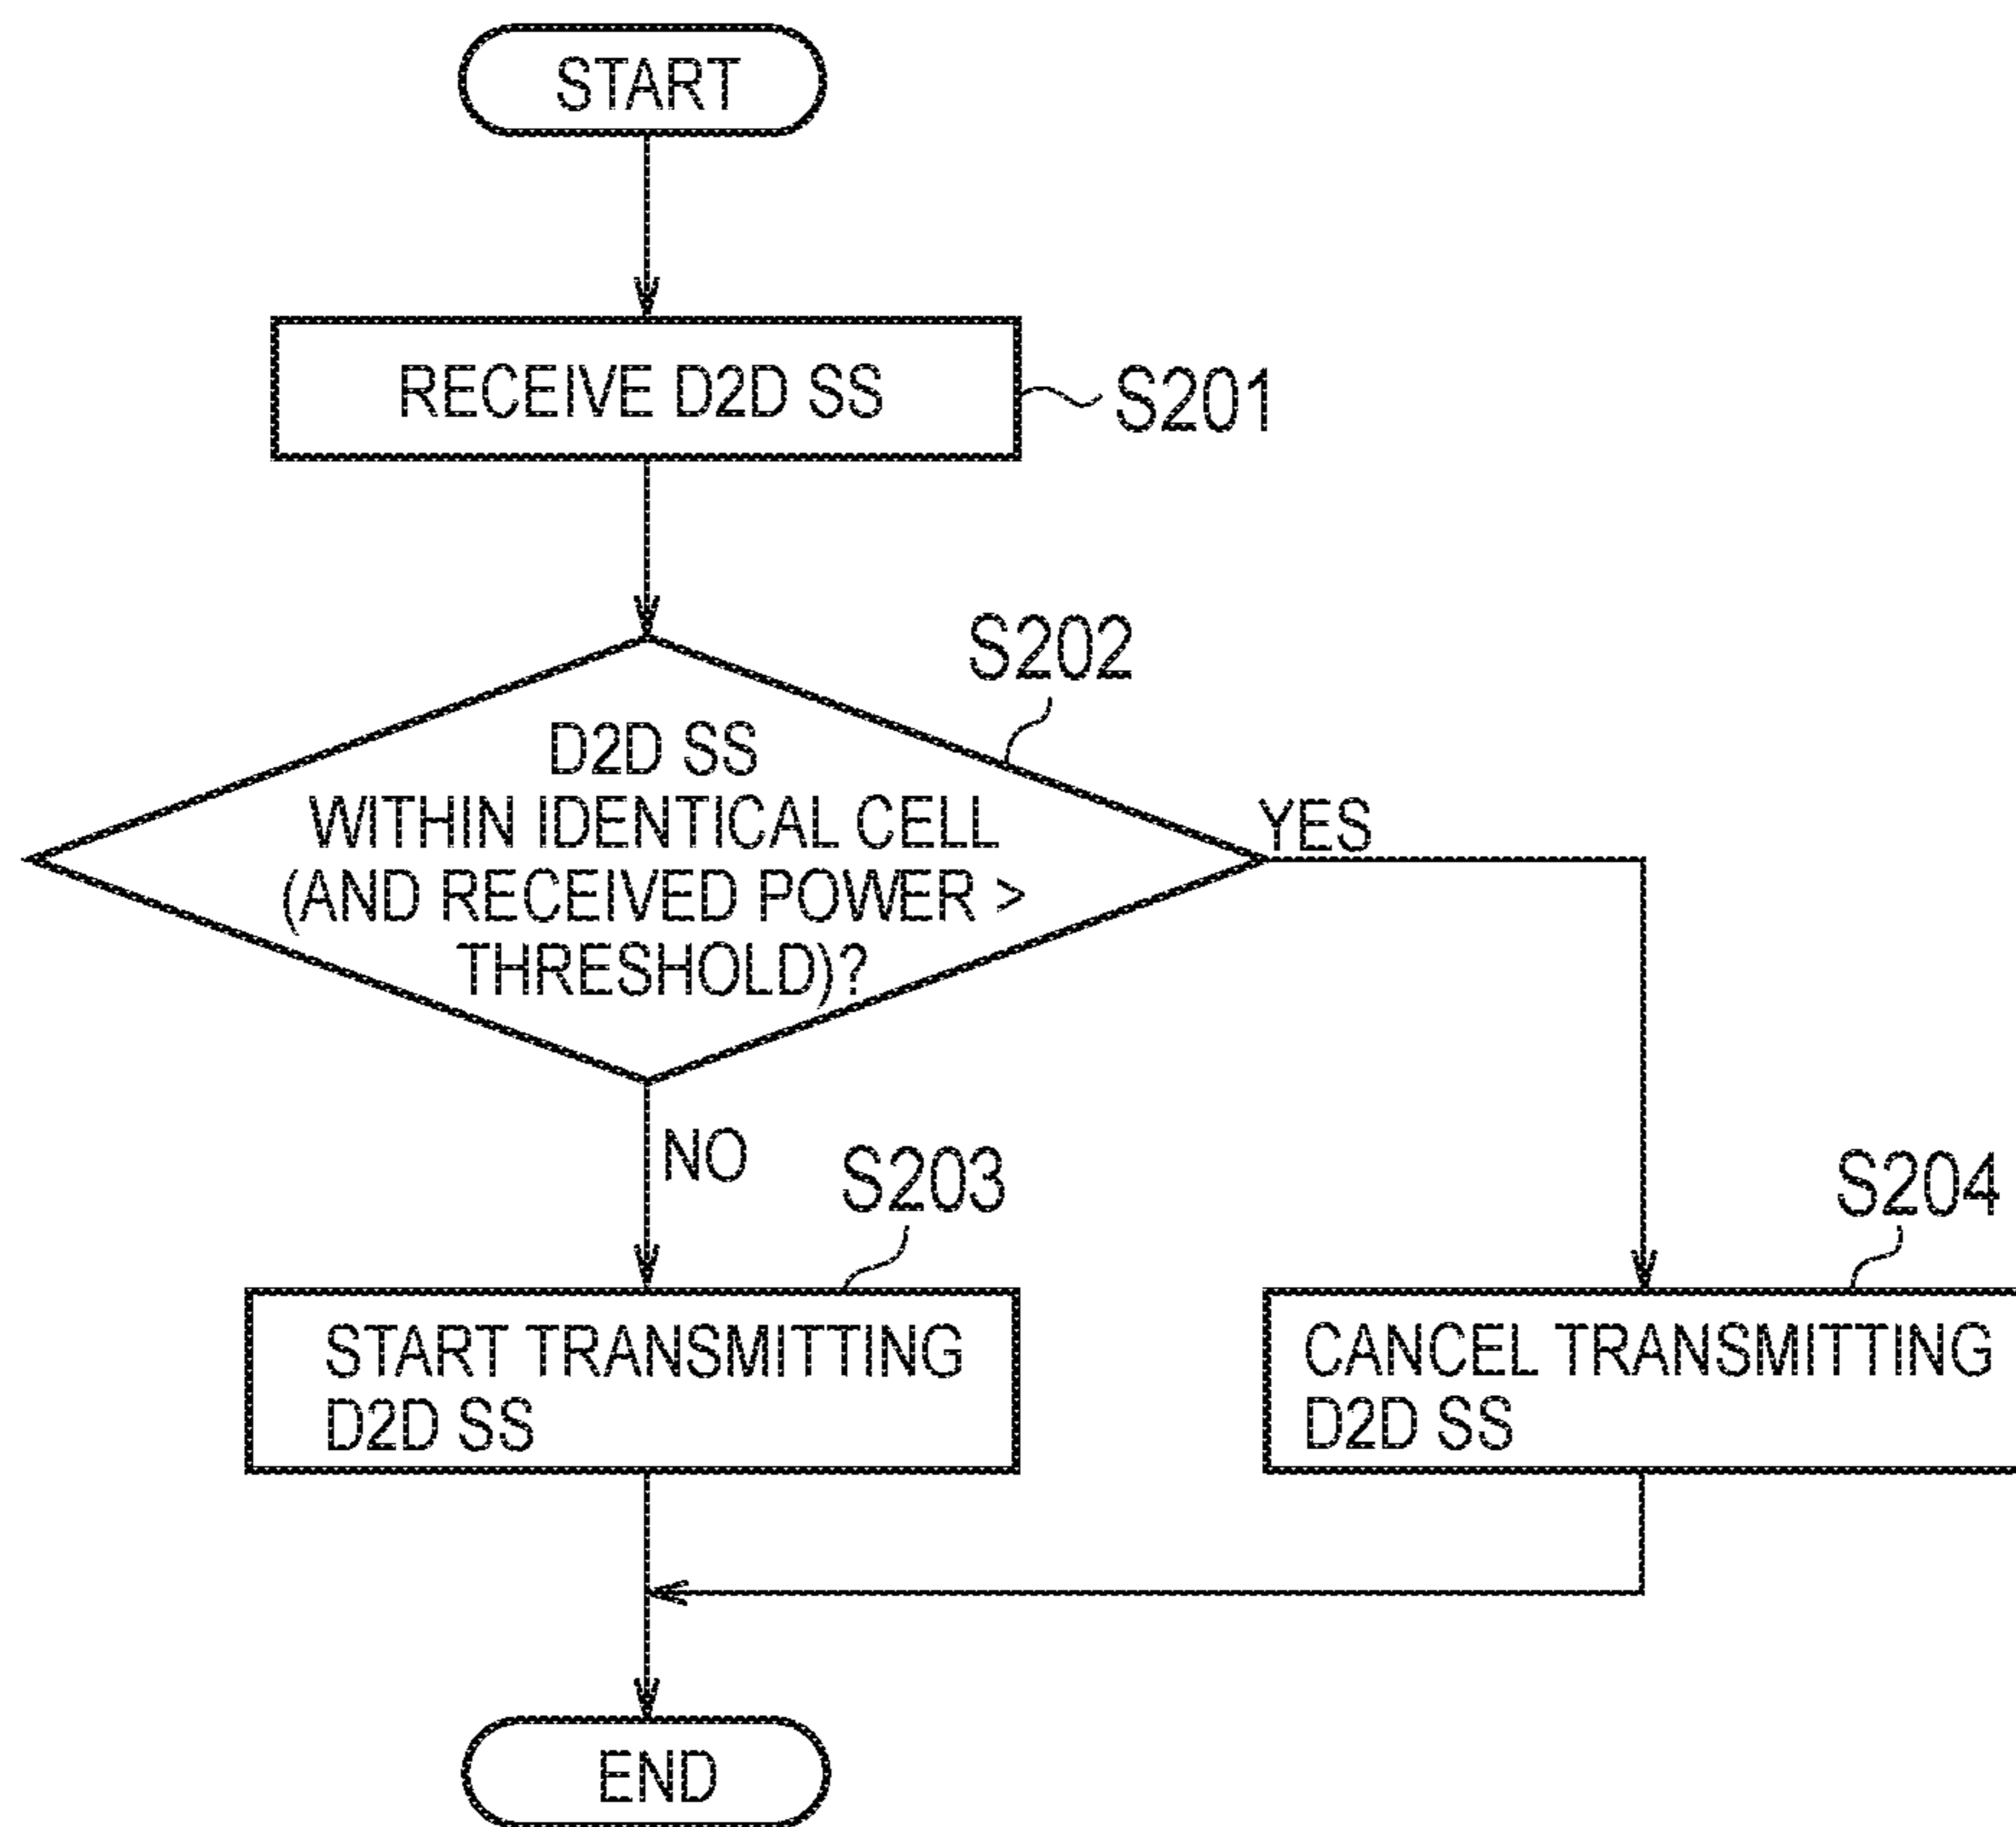 START
RECEIVE D2D SS
S201
S202
D2D SS
WITHIN IDENTICAL CELL
(AND RECEIVED POWER >
THRESHOLD)?
YES
NO
S203
START TRANSMITTING
D2D SS
S204
CANCEL TRANSMITTING
D2D SS
END